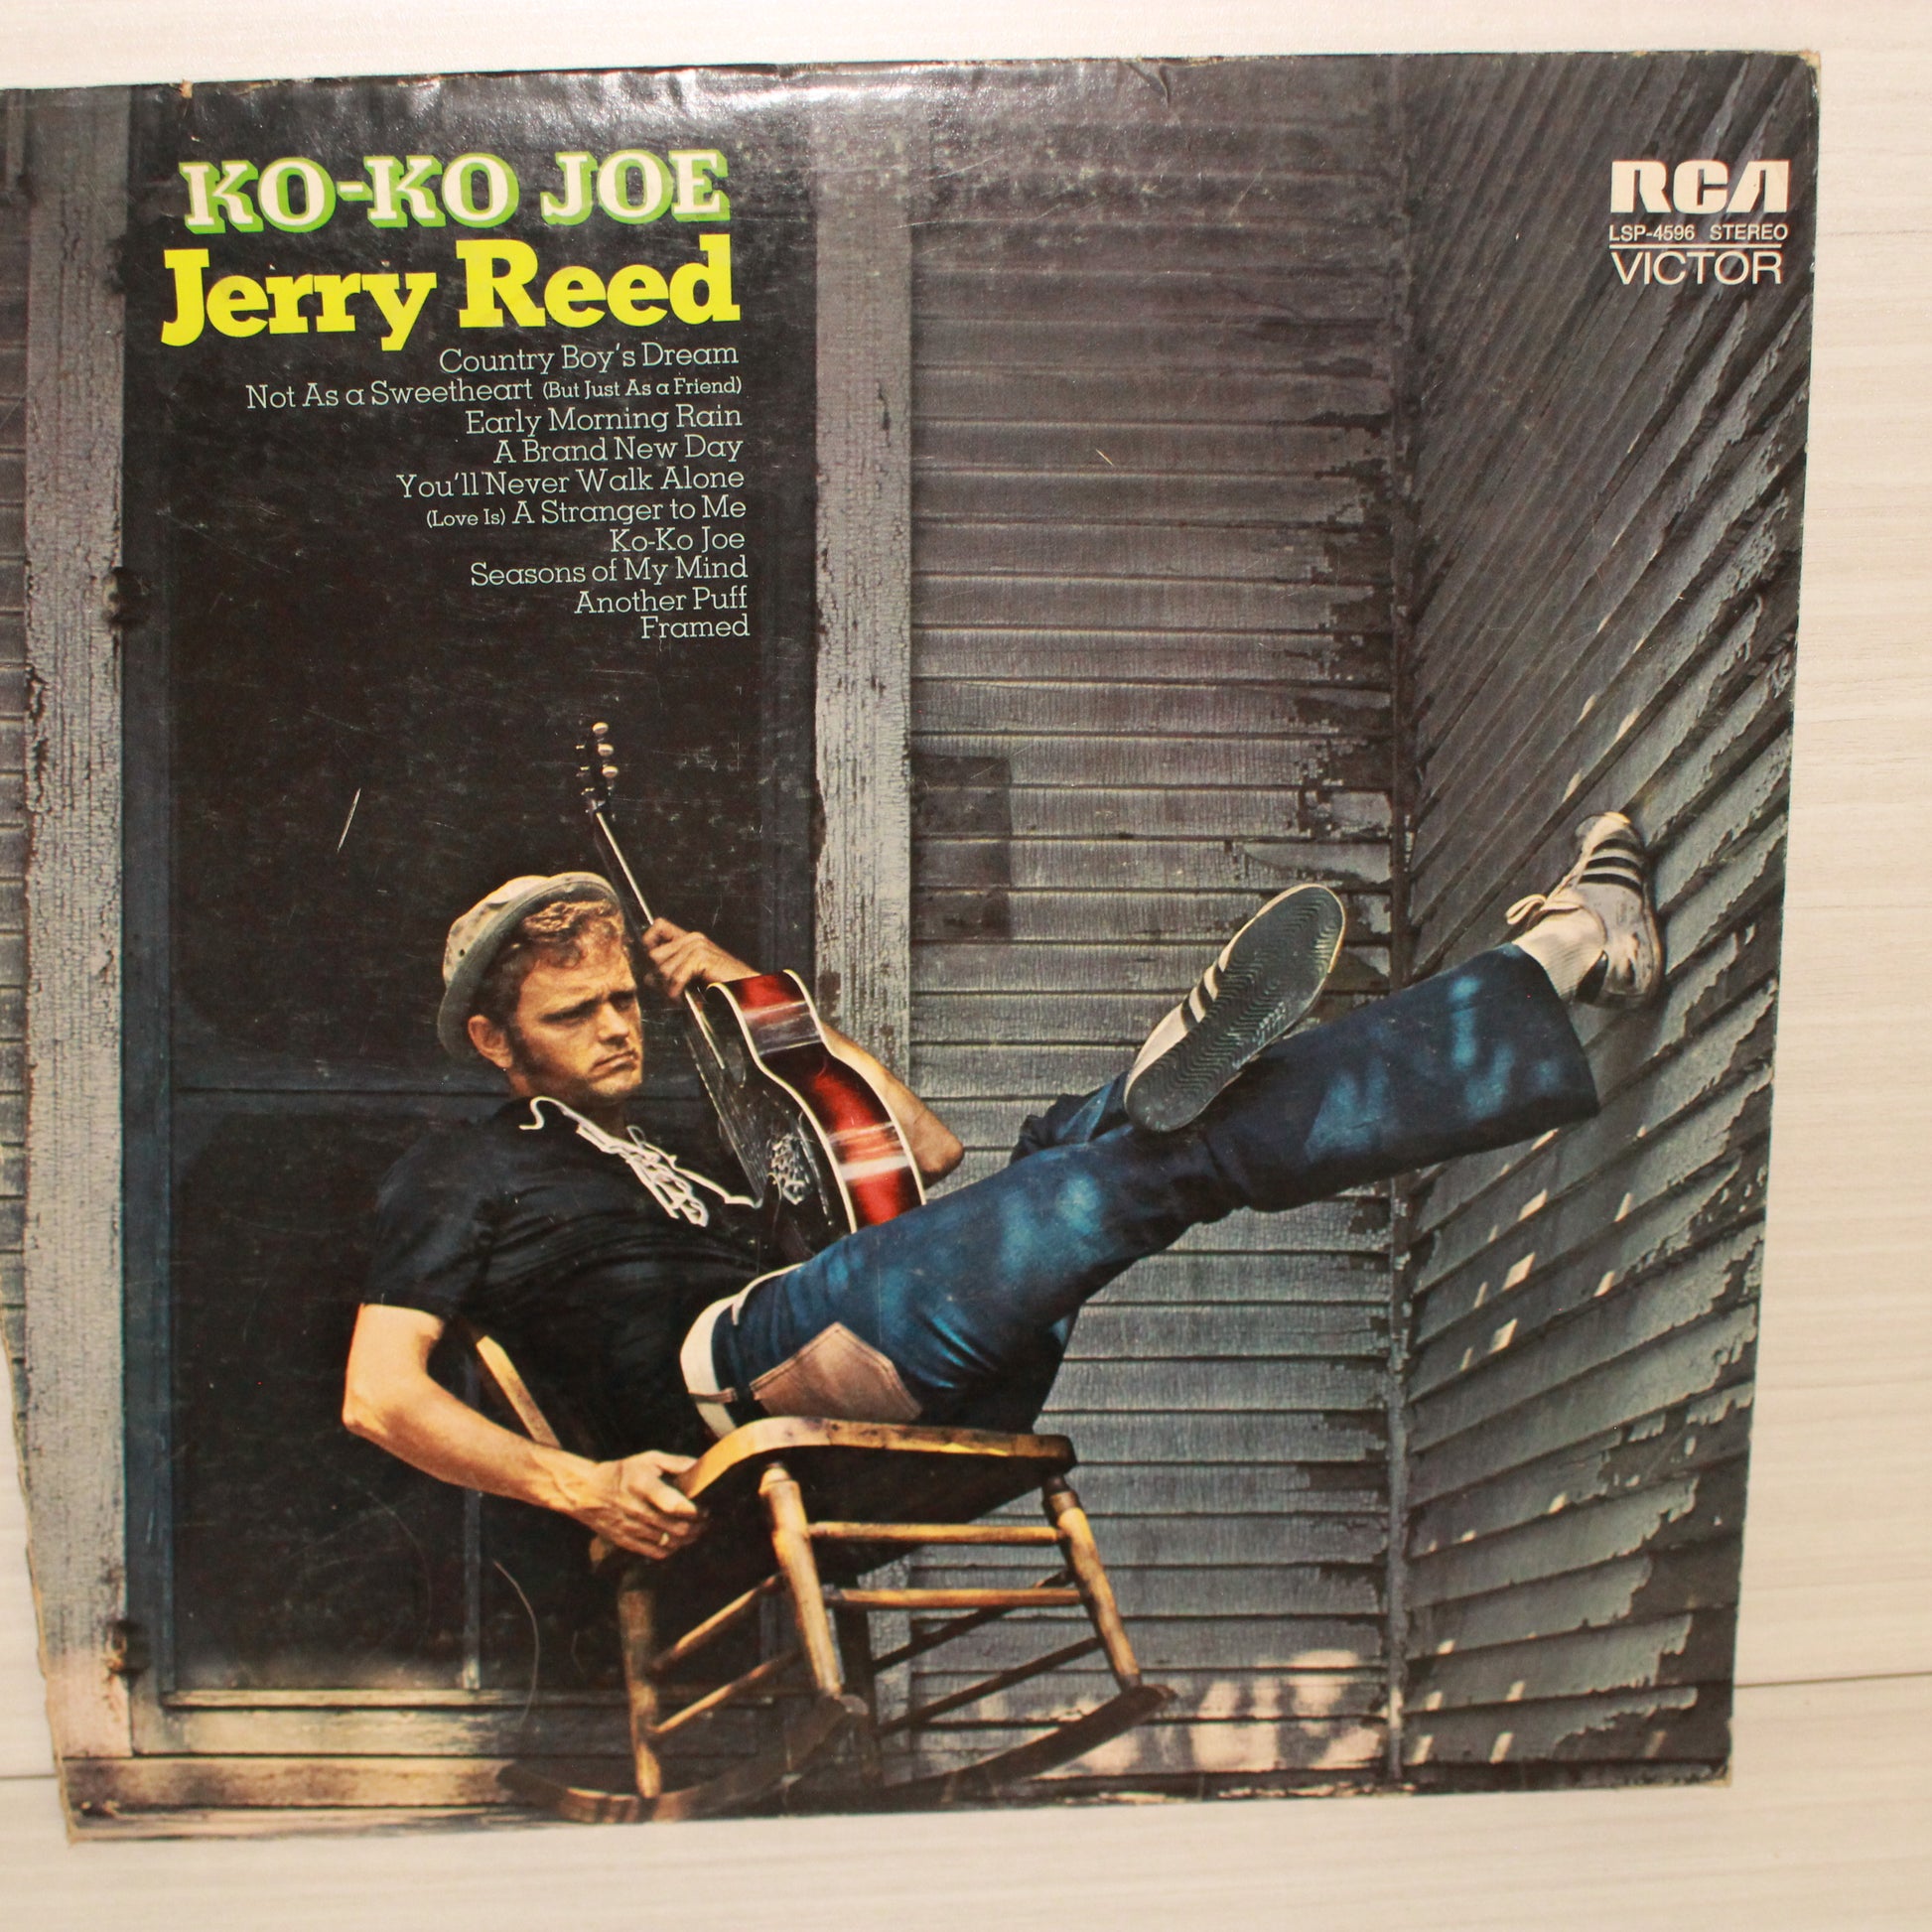 KO-KO JOE
Jerry Reed
Country Boy's Dream
Not As a Sweetheart (But Just As a Friend)
Early Morning Rain
A Brand New Day
You'll Never Walk Alone
(Love Is) A Stranger to Me
Ko-Ko Joe
Seasons of My Mind
Another Puff
Framed
RCA
LSP-4596 STEREO
VICTOR